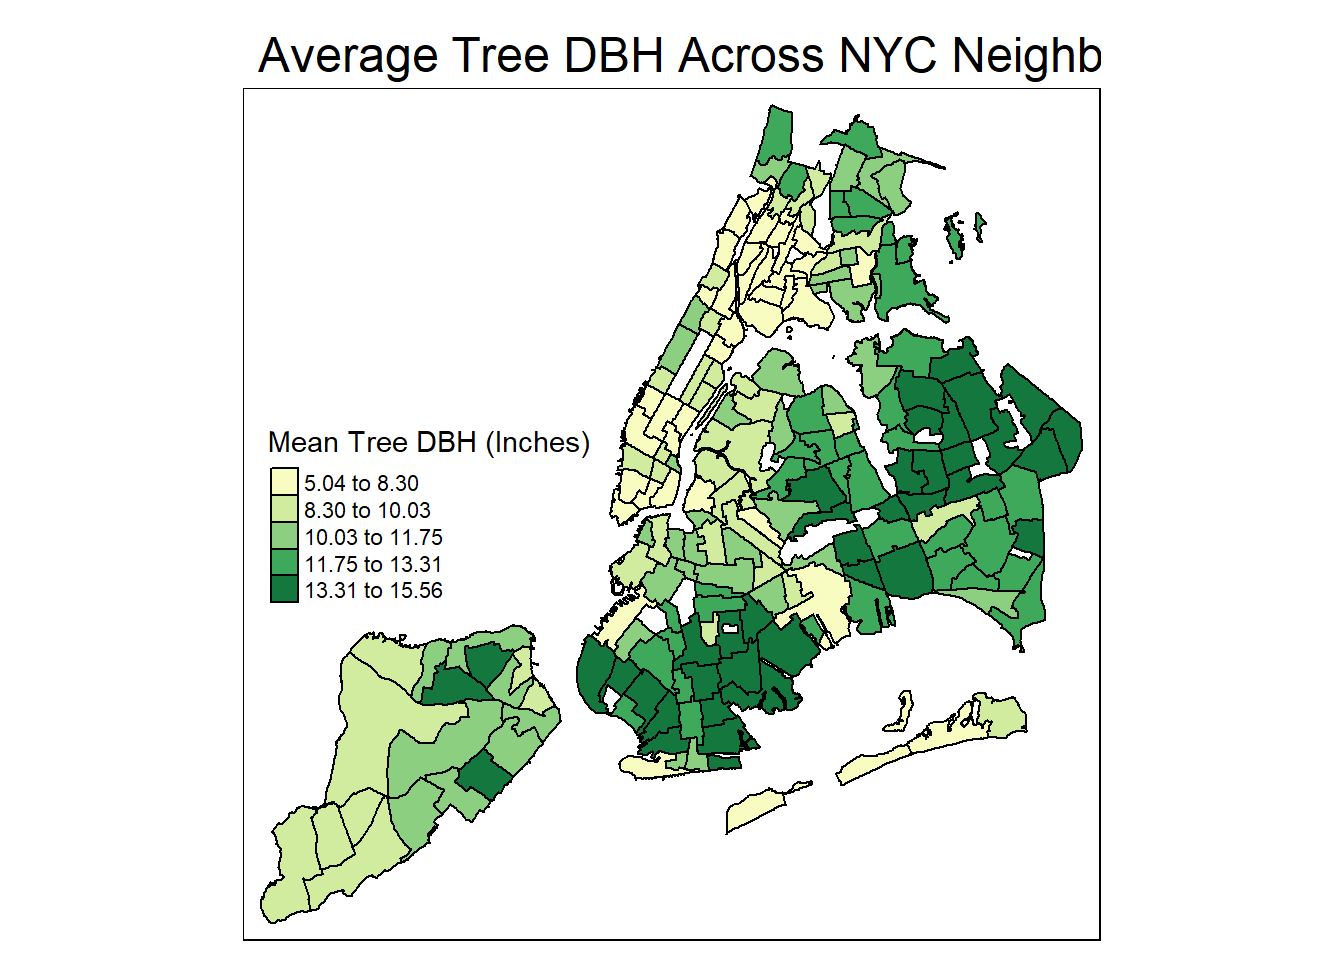 Average Tree DBH Across NYC Neighb
Mean Tree DBH (Inches)
5.04 to 8.30
8.30 to 10.03
10.03 to 11.75
11.75 to 13.31
13.31 to 15.56